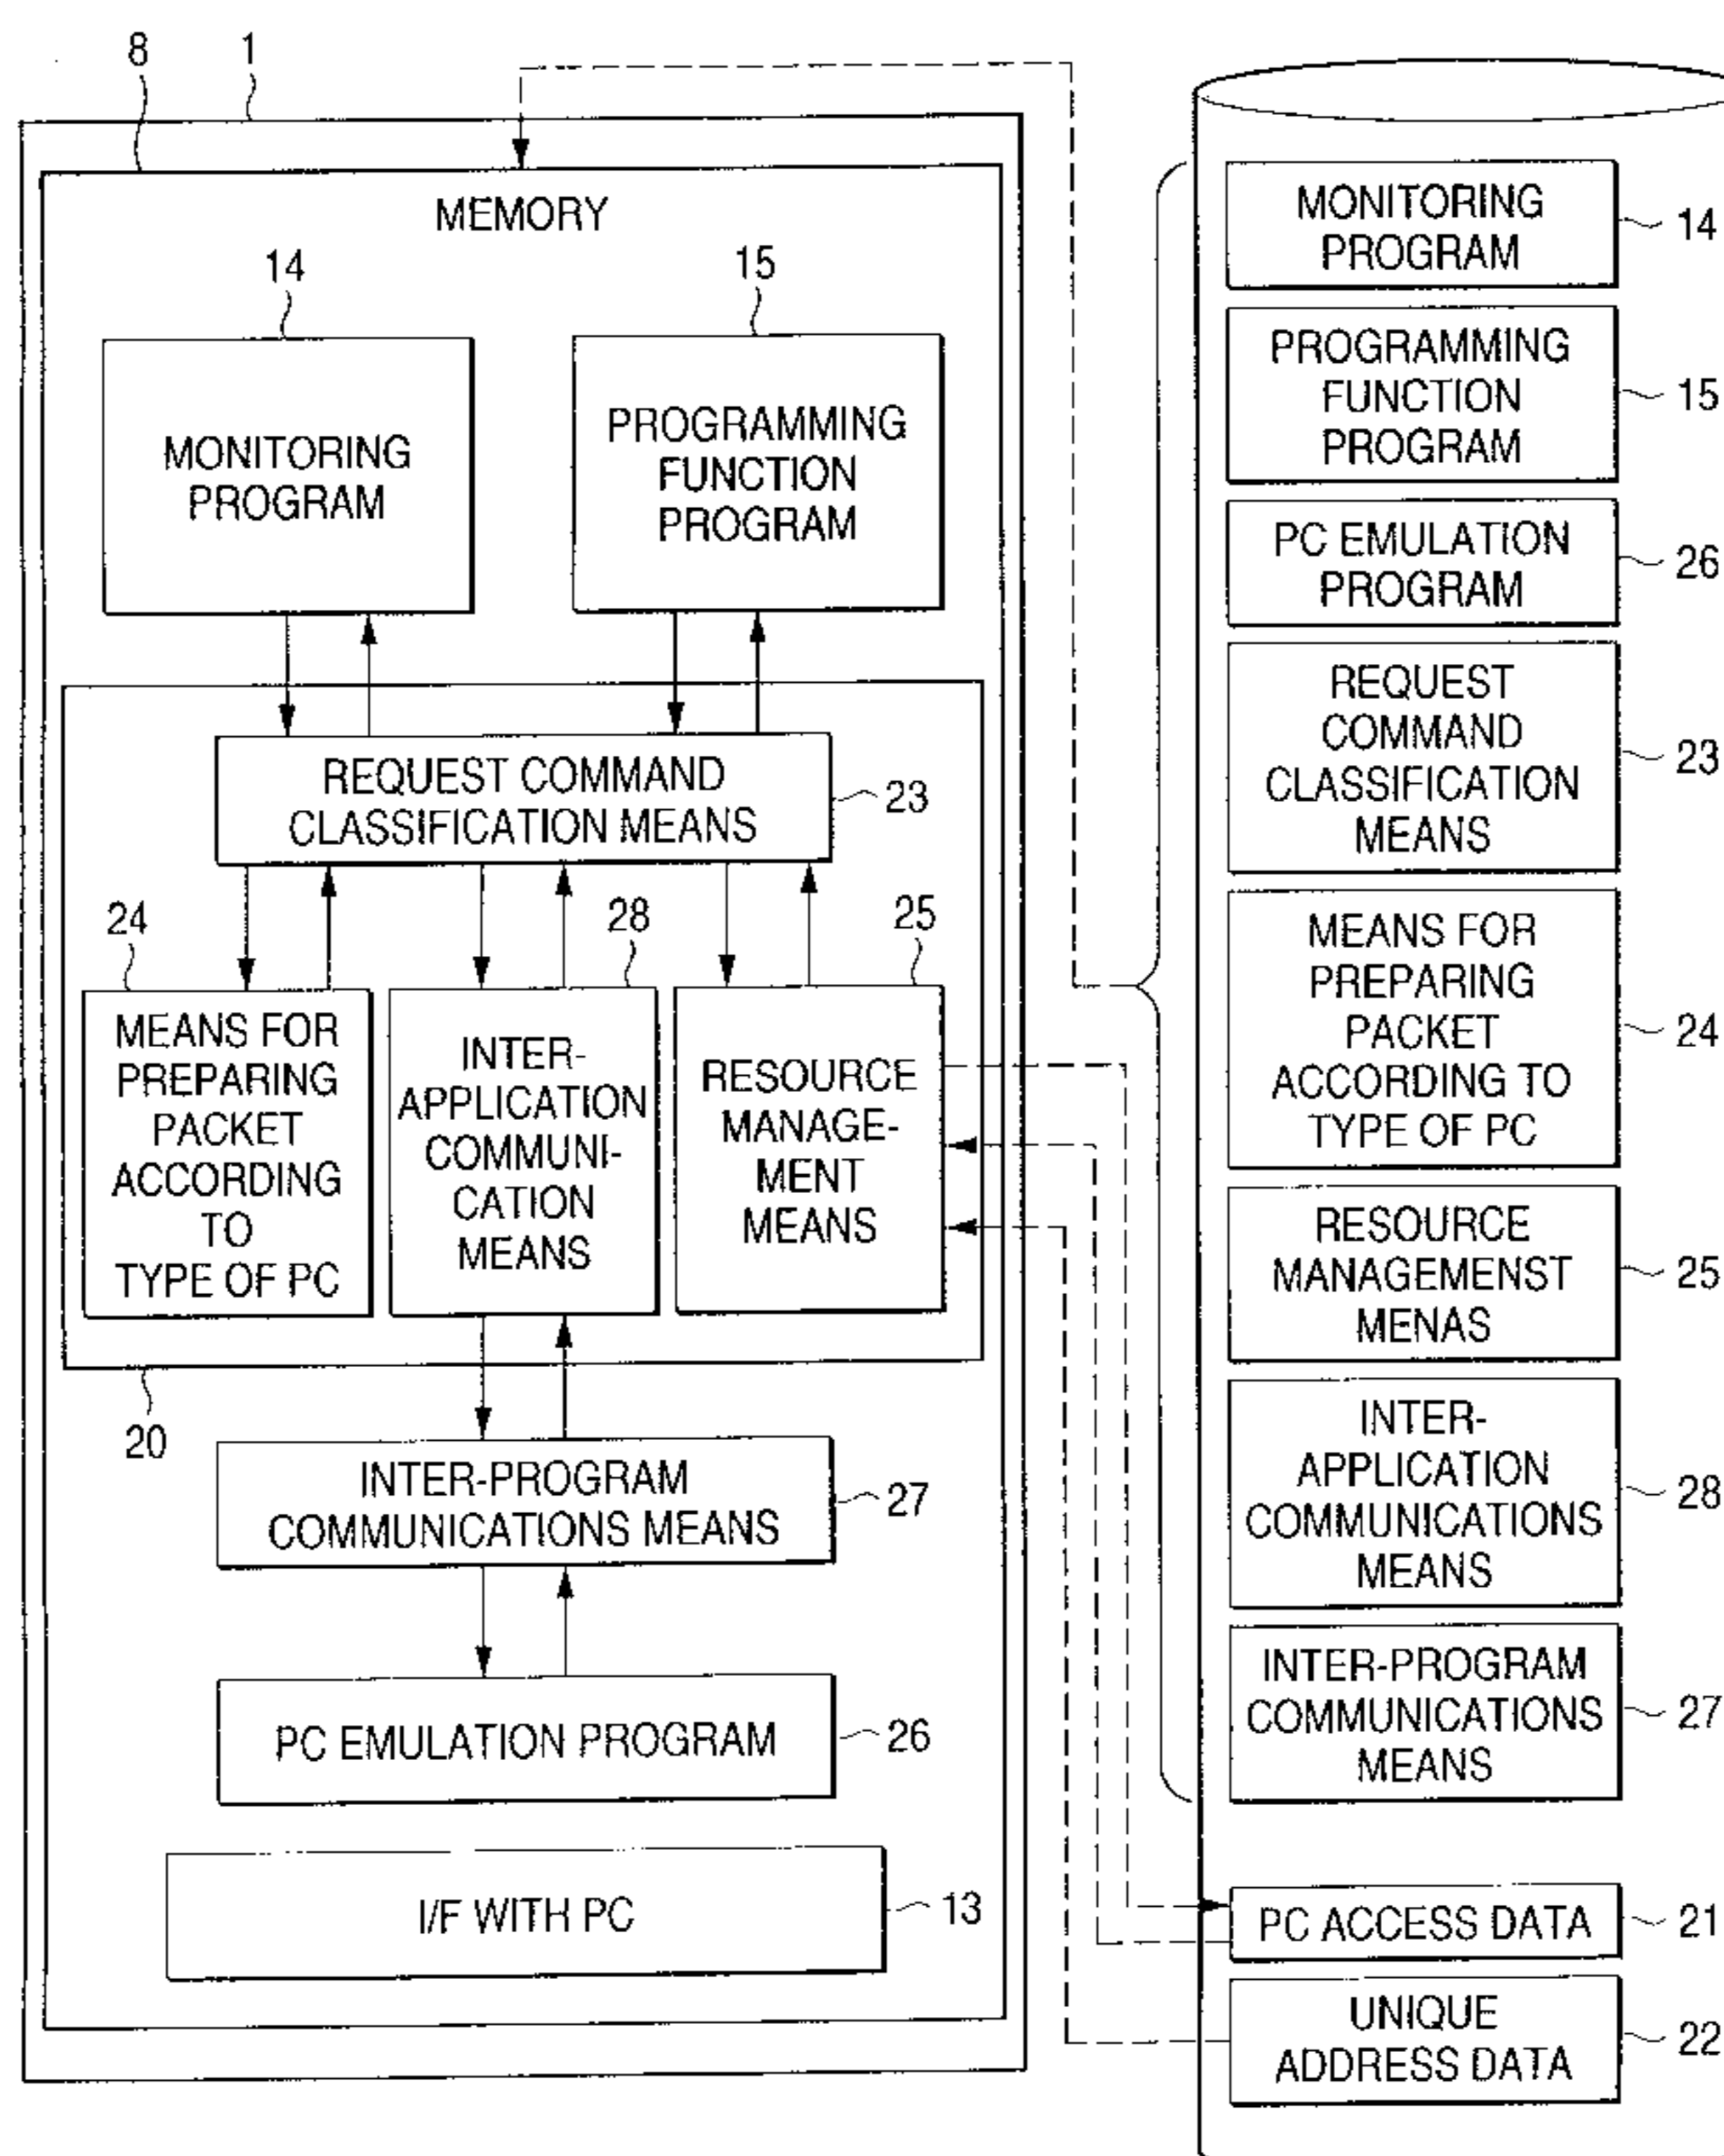 8
1
MEMORY
14
15
MONITORING
PROGRAM
PROGRAMMING
FUNCTION
PROGRAM
REQUEST COMMAND
CLASSIFICATION MEANS
23
24
28
25
MEANS FOR
PREPARING
PACKET
ACCORDING
TO
TYPE OF PC
INTER-
APPLICATION
COMMUNI-
CATION
MEANS
RESOURCE
MANAGE-
MENT
MEANS
20
INTER-PROGRAM
COMMUNICATIONS MEANS
27
PC EMULATION PROGRAM
26
I/F WITH PC
13
MONITORING
PROGRAM
14
PROGRAMMING
FUNCTION
PROGRAM
15
PC EMULATION
PROGRAM
26
REQUEST
COMMAND
CLASSIFICATION
MEANS
23
MEANS FOR
PREPARING
PACKET
ACCORDING TO
TYPE OF PC
24
RESOURCE
MANAGEMENST
MENAS
25
INTER-
APPLICATION
COMMUNICATIONS
MEANS
28
INTER-PROGRAM
COMMUNICATIONS
MEANS
27
PC ACCESS DATA
21
UNIQUE
ADDRESS DATA
22